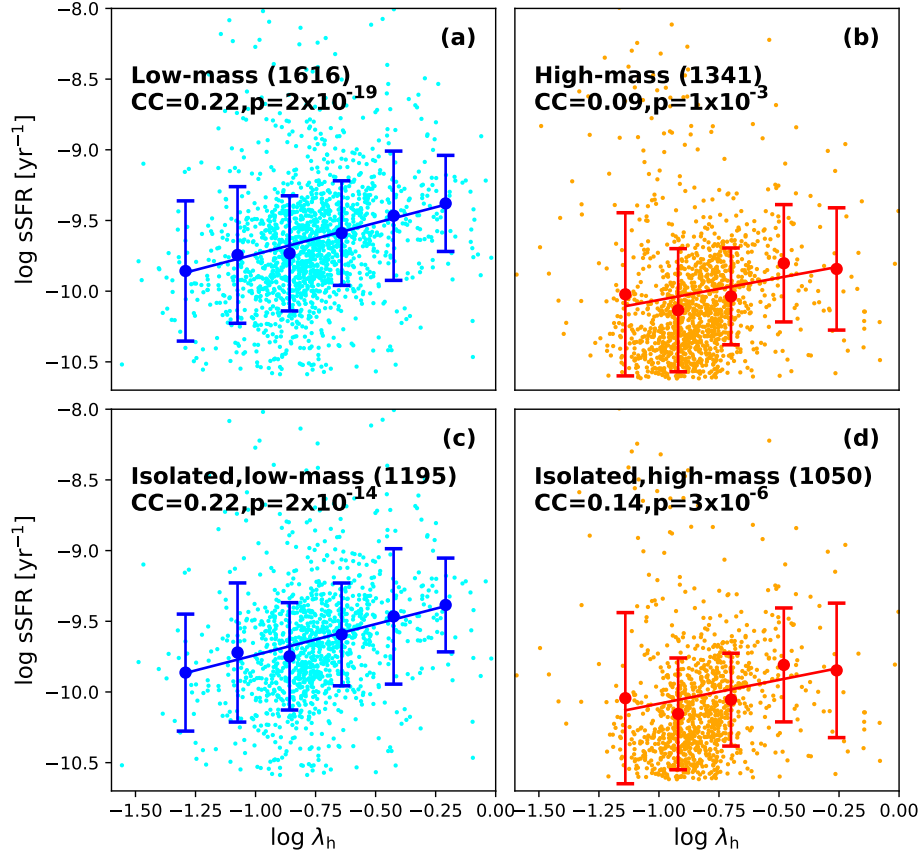 (a)
Low-mass (1616)
CC=0.22,p=2x10^-19
(b)
High-mass (1341)
CC=0.09,p=1x10^-3
−8.0
−8.5
−9.0
−9.5
−10.0
−10.5
log sSFR [yr⁻¹]
(c)
Isolated,low-mass (1195)
CC=0.22,p=2x10^-14
(d)
Isolated,high-mass (1050)
CC=0.14,p=3x10^-6
−8.0
−8.5
−9.0
−9.5
−10.0
−10.5
log sSFR [yr⁻¹]
−1.50 −1.25 −1.00 −0.75 −0.50 −0.25 0.00
−1.50 −1.25 −1.00 −0.75 −0.50 −0.25 0.00
log λ_h
log λ_h